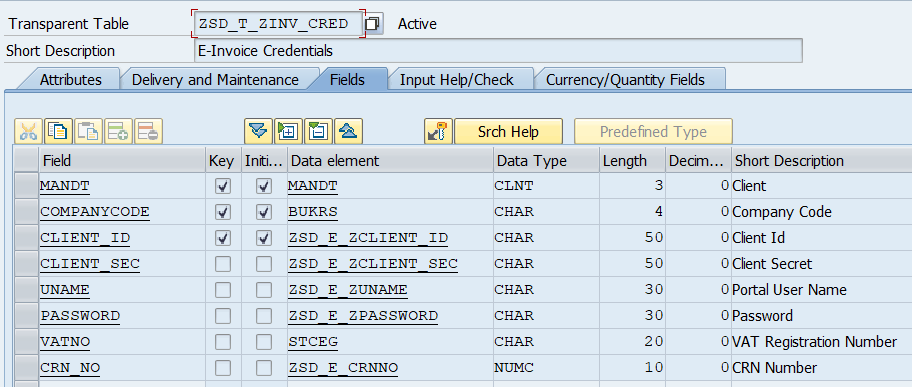 Transparent Table ZSD_T_ZINV_CRED Active
Short Description E-Invoice Credentials
Attributes Delivery and Maintenance Fields Input Help/Check Currency/Quantity Fields
Srch Help Predefined Type
Field Key Initi... Data element Data Type Length Decim... Short Description
MANDT MANDT CLNT 3 0 Client
COMPANYCODE BUKRS CHAR 4 0 Company Code
CLIENT_ID ZSD_E_ZCLIENT_ID CHAR 50 0 Client Id
CLIENT_SEC ZSD_E_ZCLIENT_SEC CHAR 50 0 Client Secret
UNAME ZSD_E_ZUNAME CHAR 30 0 Portal User Name
PASSWORD ZSD_E_ZPASSWORD CHAR 30 0 Password
VATNO STCEG CHAR 20 0 VAT Registration Number
CRN_NO ZSD_E_CRNNO NUMC 10 0 CRN Number